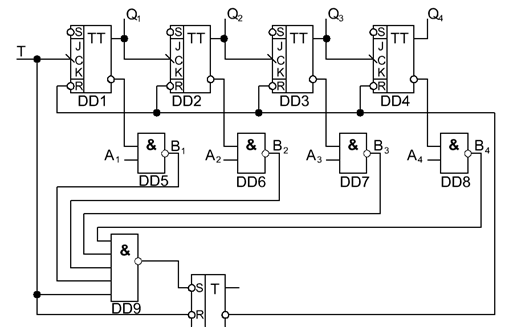 Q1 Q2 Q3 Q4
S TT S TT S TT S TT
J J J J
T C C C C
K K K K
R R R R
DD1 DD2 DD3 DD4
& B1 & B2 & B3 & B4
A1 A2 A3 A4
DD5 DD6 DD7 DD8
&
S T
DD9 R